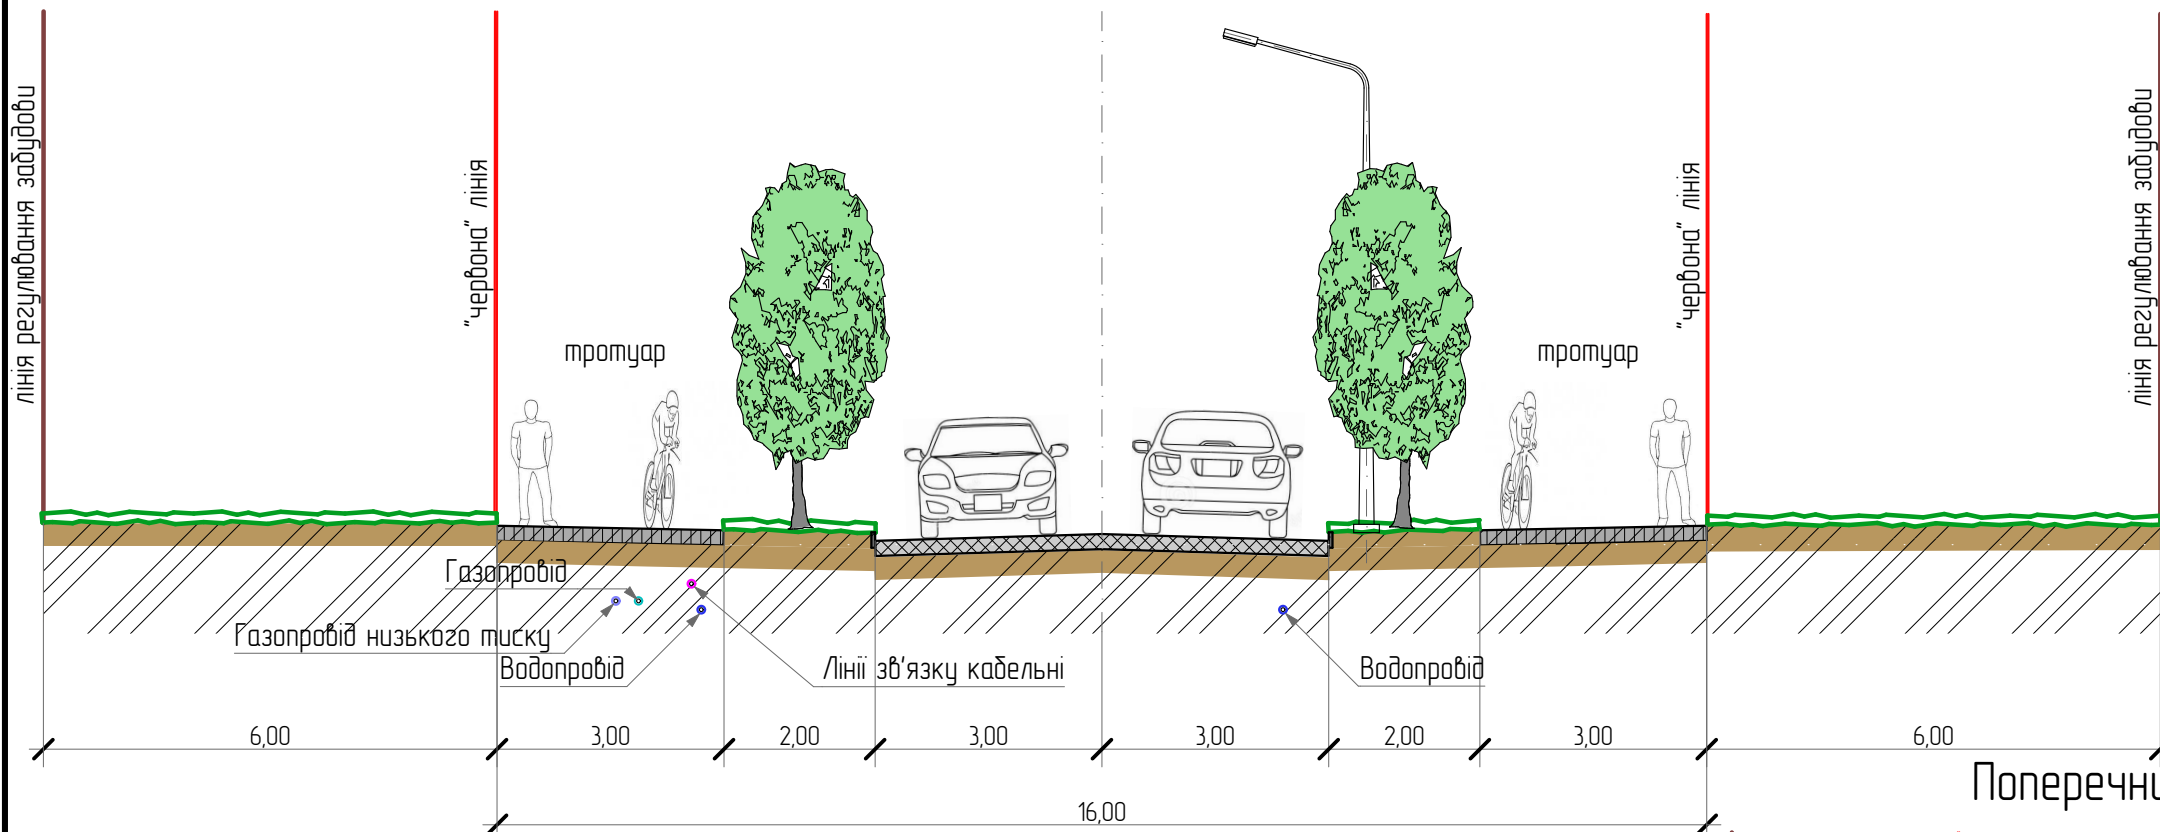 лінія регулювання забудови
"червона" лінія
"червона" лінія
лінія регулювання забудови
тротуар
тротуар
Газопровід
Газопровід низького тиску
Водопровід
Лінії зв'язку кабельні
Водопровід
6,00
3,00
2,00
3,00
3,00
2,00
3,00
6,00
Поперечни
16,00